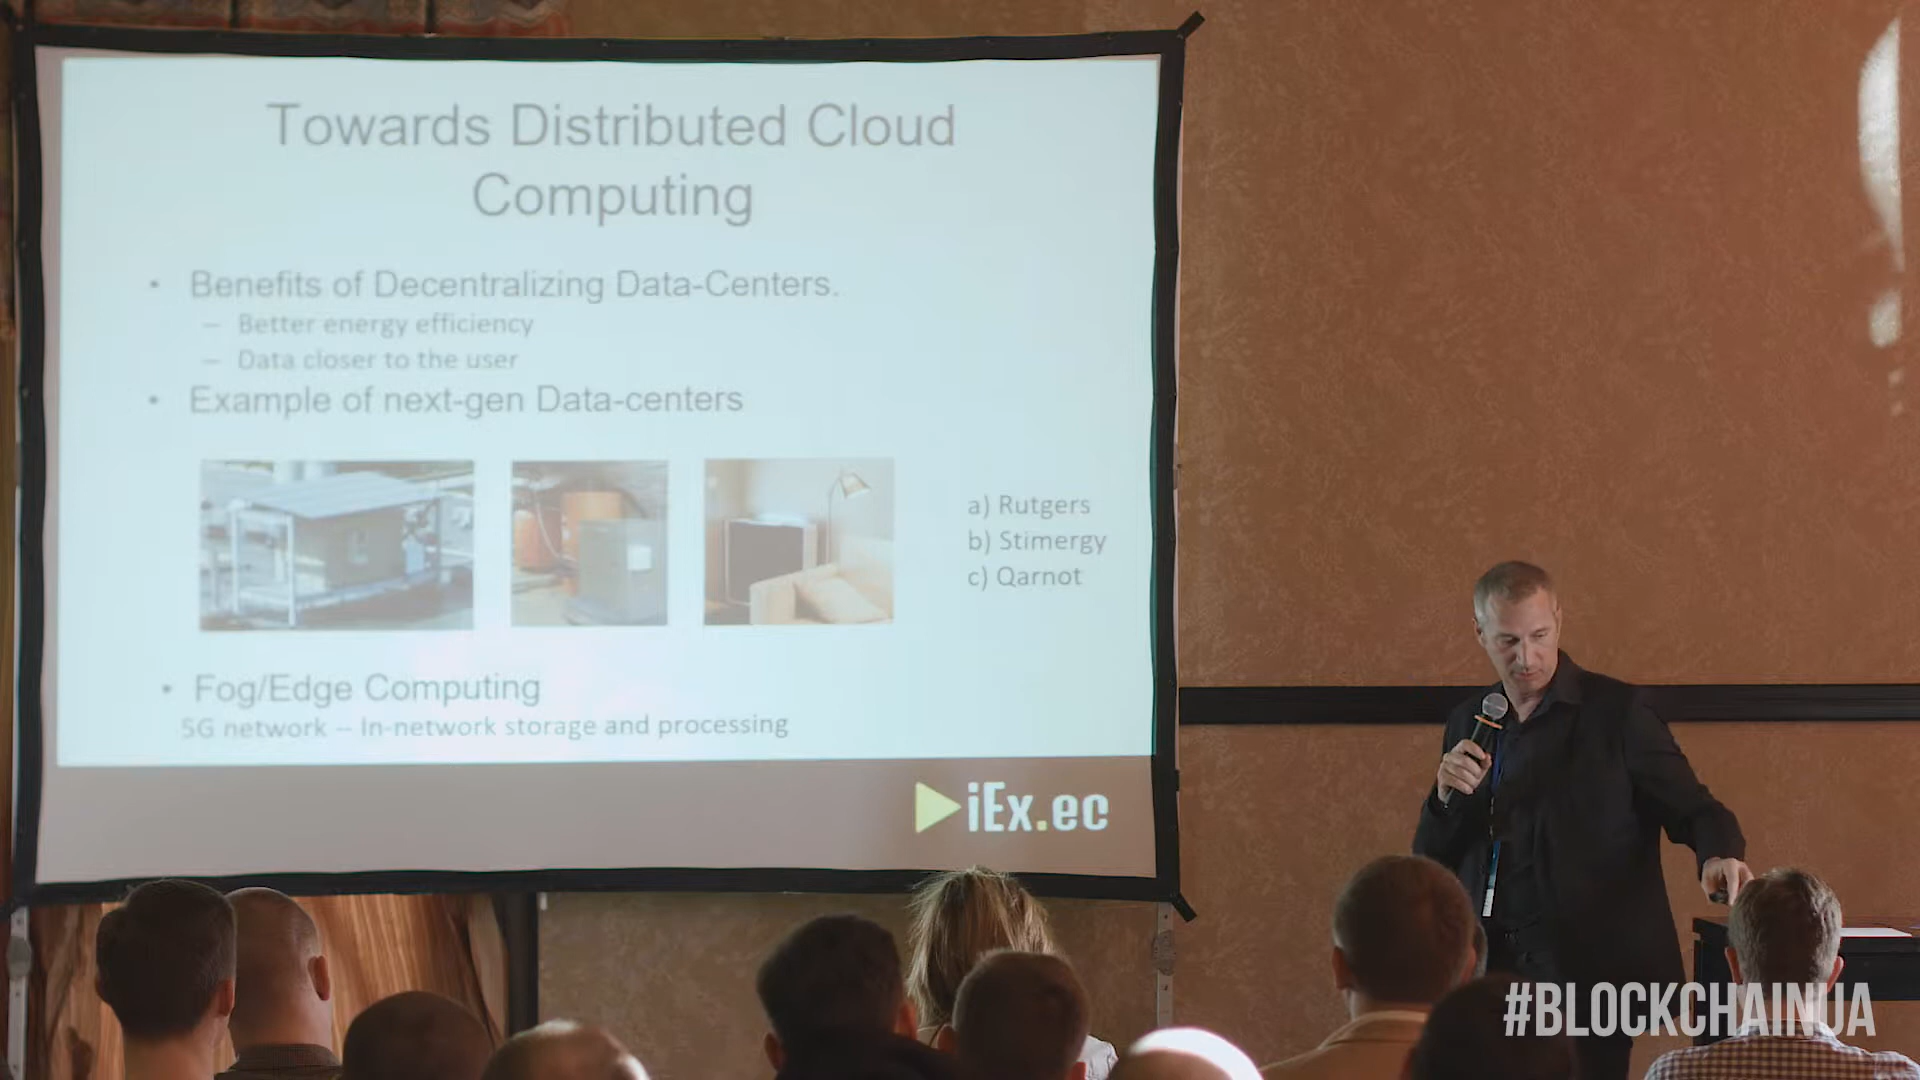 Towards Distributed Cloud
Computing
• Benefits of Decentralizing Data-Centers.
– Better energy efficiency
– Data closer to the user
• Example of next-gen Data-centers
a) Rutgers
b) Stimergy
c) Qarnot
• Fog/Edge Computing
5G network – In-network storage and processing
iEx.ec
#BLOCKCHAINUA